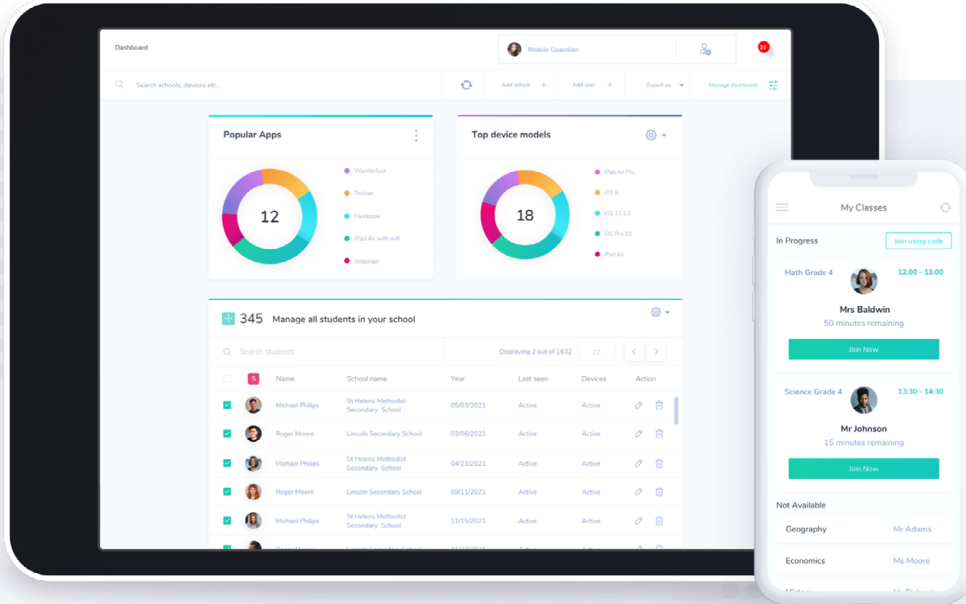 Dashboard
Mobile Guardian
20
Search schools, devices etc...
Add school +
Add user +
Export as
Manage dashboard
Popular Apps
12
Wunderlust
Twitter
Facebook
iPad Air with wifi
Webinar
Top device models
18
iPad Air Pro
iOS 8
iOS 11.1.1
iOS Pro 10
iPad Air
345 Manage all students in your school
Search students
Displaying 2 out of 1632
22
5 Name School name Year Last seen Devices Action
Michael Philips St Helens Methodist Secondary School 05/03/2021 Active Active
Roger Moore Lincoln Secondary School 03/06/2021 Active Active
Michael Philips St Helens Methodist Secondary School 04/21/2021 Active Active
Roger Moore Lincoln Secondary School 09/11/2021 Active Active
Michael Philips St Helens Methodist Secondary School 11/15/2021 Active Active
My Classes
In Progress
Join using code
Math Grade 4
12:00 - 13:00
Mrs Baldwin
50 minutes remaining
Join Now
Science Grade 4
13:30 - 14:30
Mr Johnson
15 minutes remaining
Join Now
Not Available
Geography Mr Adams
Economics Ms Moore